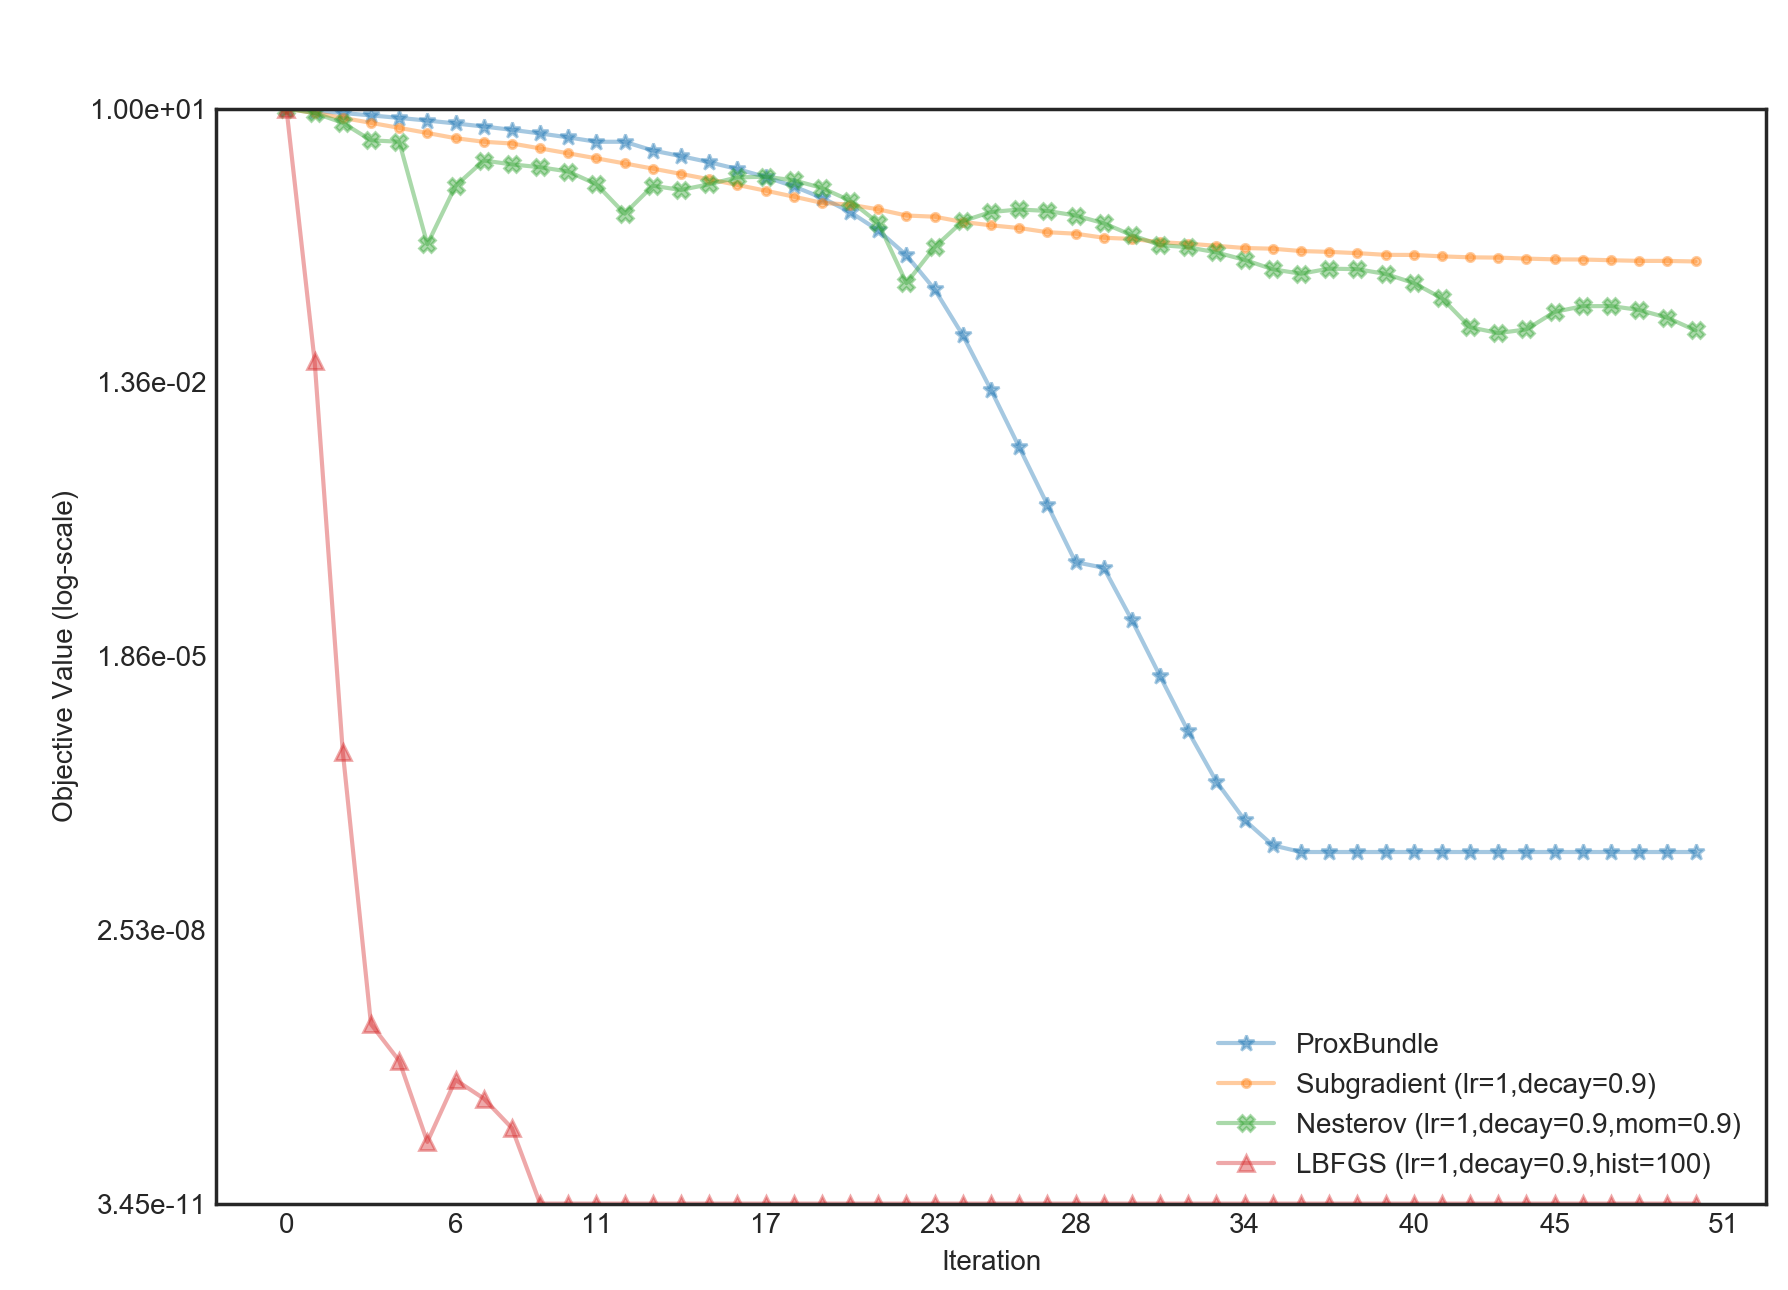 1.00e+01
1.36e-02
1.86e-05
2.53e-08
3.45e-11
Objective Value (log-scale)
ProxBundle
Subgradient (lr=1,decay=0.9)
Nesterov (lr=1,decay=0.9,mom=0.9)
LBFGS (lr=1,decay=0.9,hist=100)
0 6 11 17 23 28 34 40 45 51
Iteration